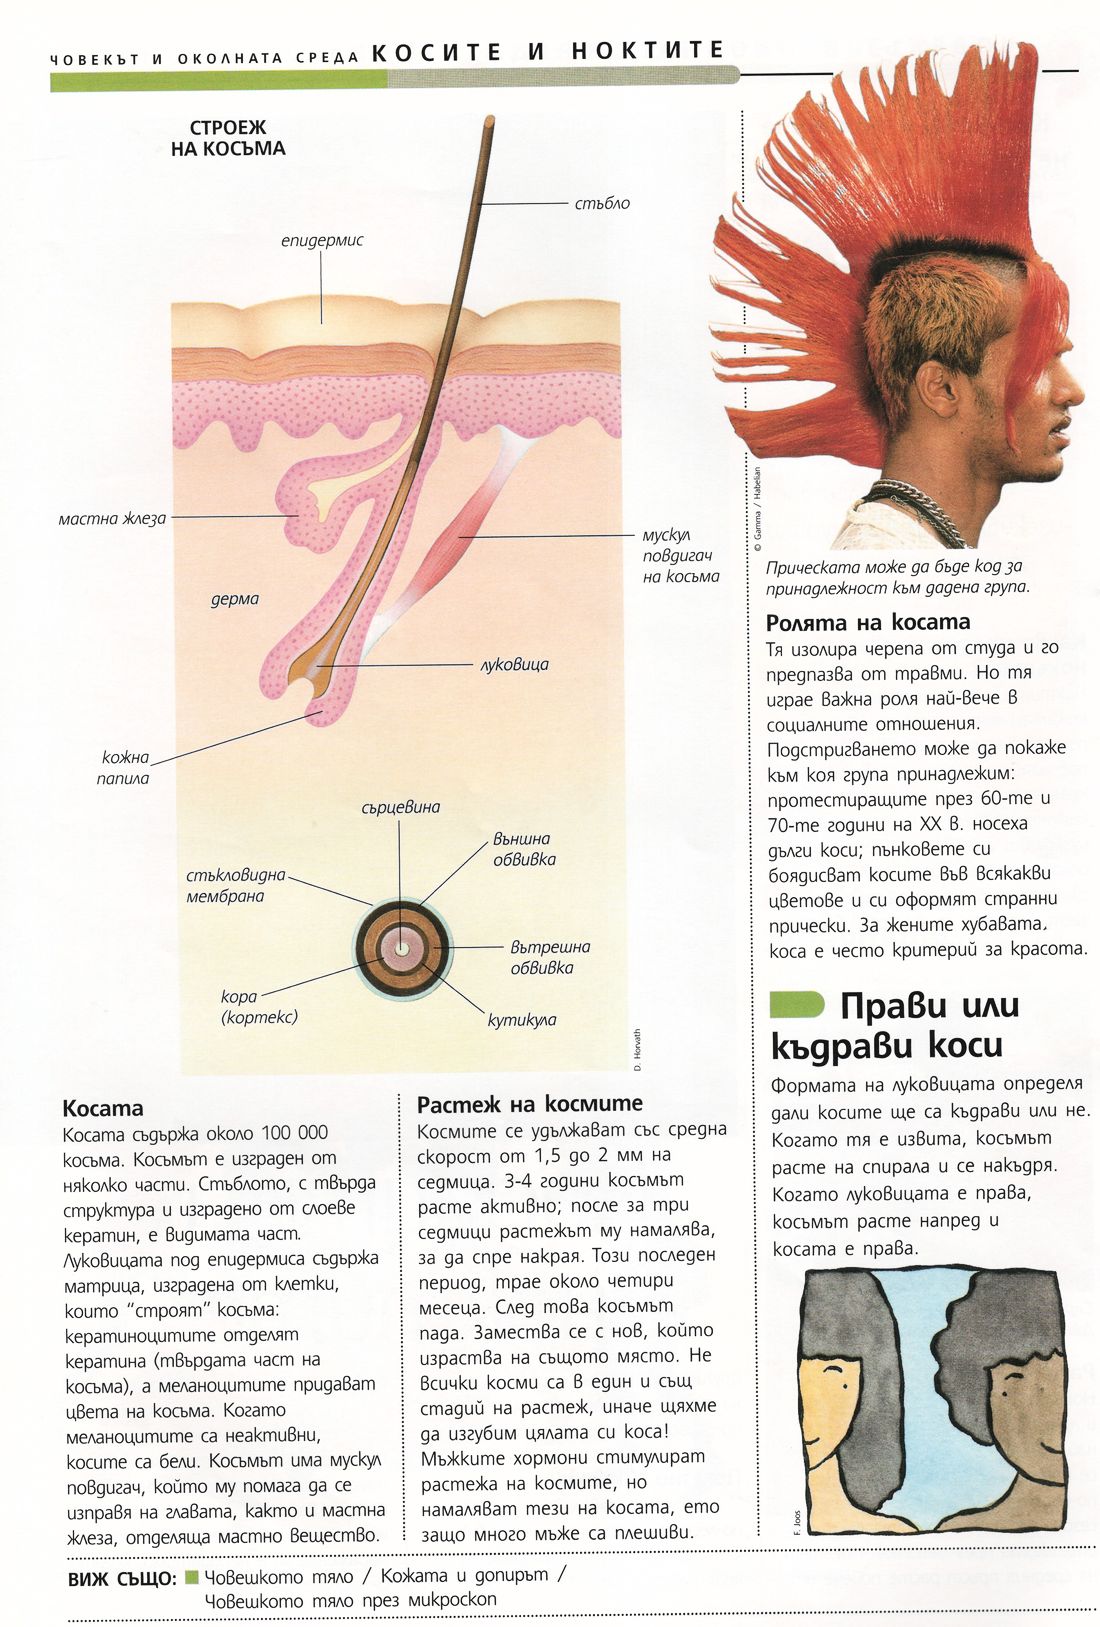 ЧОВЕКЪТ И ОКОЛНАТА СРЕДА КОСИТЕ И НОКТИТЕ
СТРОЕЖ
НА КОСЪМА
стъбло
епидермис
мастна жлеза
мускул
повдигач
на косъма
дерма
луковица
кожна
папила
сърцевина
външна
обвивка
стъкловидна
мембрана
вътрешна
обвивка
кора
(кортекс)
кутикула
D. Horvath
© Gamma / Habelian
Прическата може да бъде код за
принадлежност към дадена група.
Ролята на косата
Тя изолира черепа от студа и го
предпазва от травми. Но тя
играе важна роля най-вече в
социалните отношения.
Подстригването може да покаже
към коя група принадлежим:
протестиращите през 60-те и
70-те години на XX в. носеха
дълги коси; пънковете си
боядисват косите във всякакви
цветове и си оформят странни
прически. За жените хубавата
коса е често критерий за красота.
Прави или
къдрави коси
Формата на луковицата определя
дали косите ще са къдрави или не.
Когато тя е извита, косъмът
расте на спирала и се накъдря.
Когато луковицата е права,
косъмът расте напред и
косата е права.
F. Joos
Косата
Косата съдържа около 100 000
косъма. Косъмът е изграден от
няколко части. Стъблото, с твърда
структура и изградено от слоеве
кератин, е видимата част.
Луковицата под епидермиса съдържа
матрица, изградена от клетки,
които “строят” косъма:
кератиноцитите отделят
кератина (твърдата част на
косъма), а меланоцитите придават
цвета на косъма. Когато
меланоцитите са неактивни,
косите са бели. Косъмът има мускул
повдигач, който му помага да се
изправя на главата, както и мастна
жлеза, отделяща мастно вещество.
Растеж на космите
Космите се удължават със средна
скорост от 1,5 до 2 мм на
седмица. 3-4 години косъмът
расте активно; после за три
седмици растежът му намалява,
за да спре накрая. Този последен
период, трае около четири
месеца. След това косъмът
пада. Замества се с нов, който
израства на същото място. Не
всички косми са в един и същ
стадий на растеж, иначе щяхме
да изгубим цялата си коса!
Мъжките хормони стимулират
растежа на космите, но
намаляват тези на косата, ето
защо много мъже са плешиви.
ВИЖ СЪЩО: Човешкото тяло / Кожата и допирът /
Човешкото тяло през микроскоп